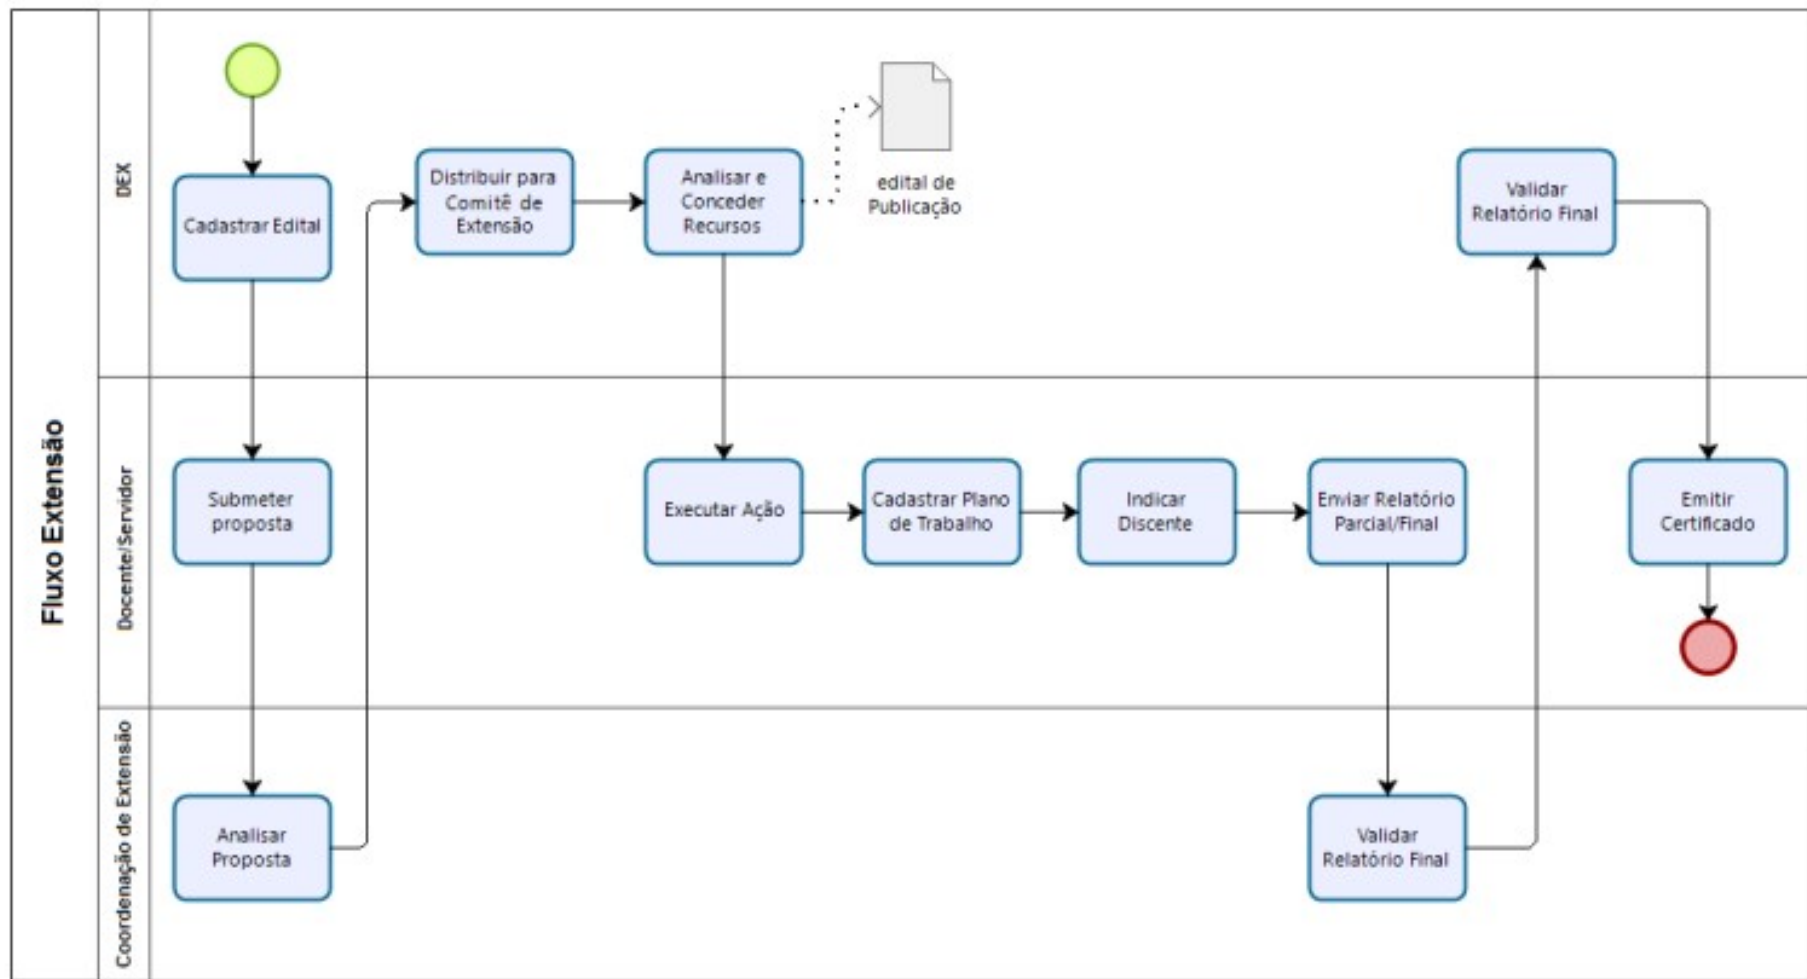 Fluxo Extensão
DEX
Cadastrar Edital
Distribuir para
Comitê de
Extensão
Analisar e
Conceder
Recursos
edital de
Publicação
Validar
Relatório Final
Docente/Servidor
Submeter
proposta
Executar Ação
Cadastrar Plano
de Trabalho
Indicar
Discente
Enviar Relatório
Parcial/Final
Emitir
Certificado
Coordenação de Extensão
Analisar
Proposta
Validar
Relatório Final